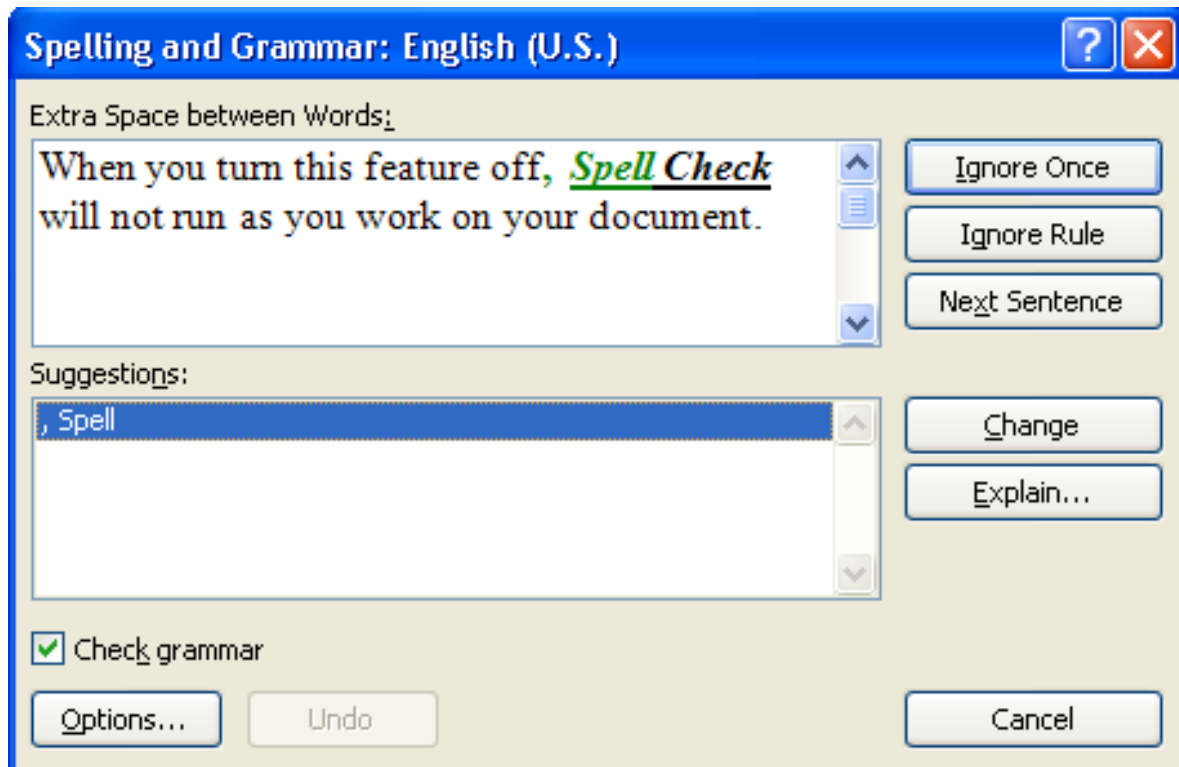 Spelling and Grammar: English (U.S.)
?
Extra Space between Words:
When you turn this feature off,  Spell Check
will not run as you work on your document.
Ignore Once
Ignore Rule
Next Sentence
Suggestions:
, Spell
Change
Explain...
Check grammar
Options...
Undo
Cancel